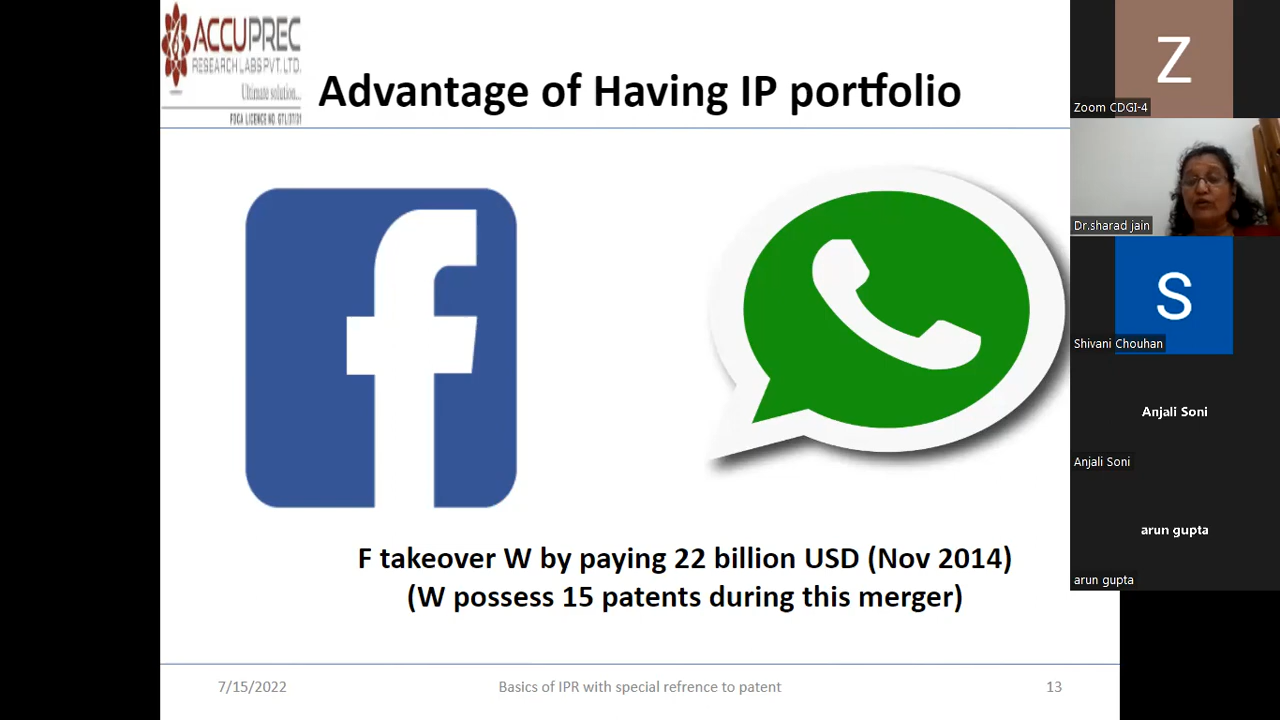 ACCUPREC
RESEARCH LABS PVT. LTD.
Ultimate solution...
Advantage of Having IP portfolio
F takeover W by paying 22 billion USD (Nov 2014)
(W possess 15 patents during this merger)
7/15/2022
Basics of IPR with special refrence to patent
13
Z
Zoom CDGI-4
Dr.sharad jain
S
Shivani Chouhan
Anjali Soni
Anjali Soni
arun gupta
arun gupta